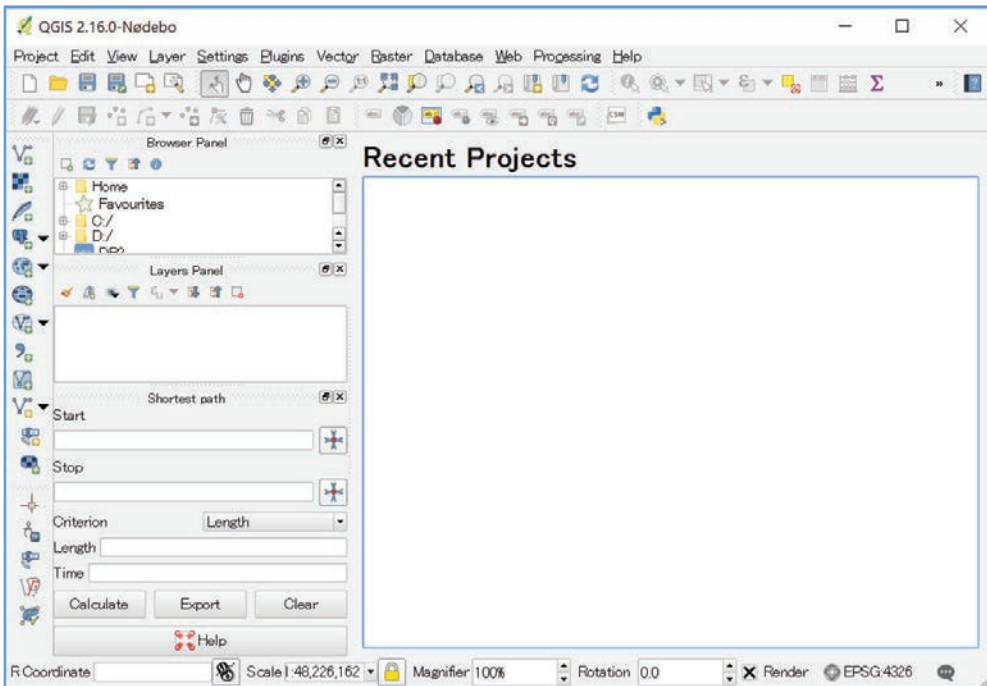 QGIS 2.16.0-Nødebo
Project Edit View Layer Settings Plugins Vector Raster Database Web Processing Help
Browser Panel
Home
Favourites
C:/
D:/
DB2
Layers Panel
Shortest path
Start
Stop
Criterion Length
Length
Time
Calculate Export Clear
Help
Recent Projects
R Coordinate Scale 1:48,226,162 Magnifier 100% Rotation 0.0 Render EPSG:4326